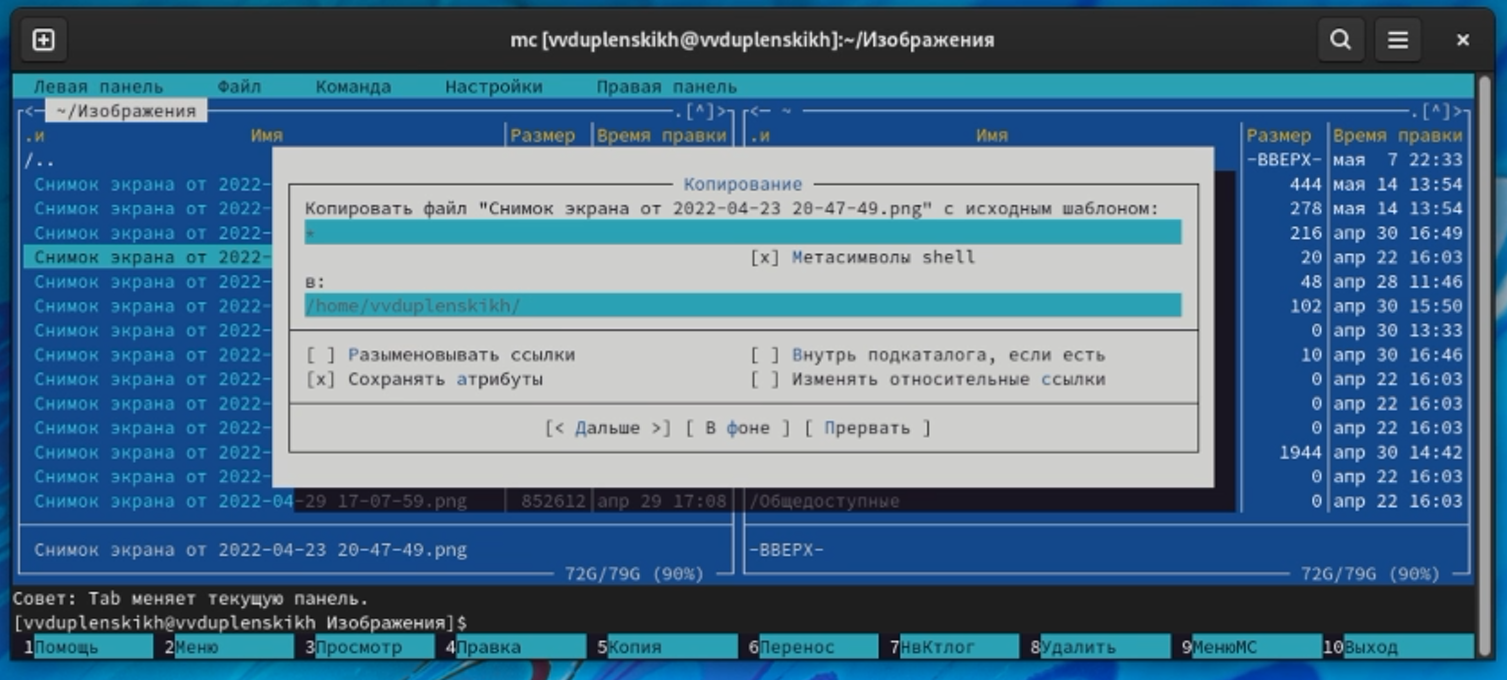 mc [vvduplenskikh@vvduplenskikh]:~/Изображения
Левая панель Файл Команда Настройки Правая панель
<— ~/Изображения .[^]> <— ~ .[^]>
.и Имя Размер Время правки .и Имя Размер Время правки
/.. -ВВЕРХ- мая 7 22:33
Снимок экрана от 2022- Копирование 444 мая 14 13:54
Снимок экрана от 2022- Копировать файл "Снимок экрана от 2022-04-23 20-47-49.png" с исходным шаблоном: 278 мая 14 13:54
Снимок экрана от 2022- * 216 апр 30 16:49
Снимок экрана от 2022- [x] Метасимволы shell 20 апр 22 16:03
Снимок экрана от 2022- в: 48 апр 28 11:46
Снимок экрана от 2022- /home/vvduplenskikh/ 102 апр 30 15:50
Снимок экрана от 2022- 0 апр 30 13:33
Снимок экрана от 2022- [ ] Разыменовывать ссылки [ ] Внутрь подкаталога, если есть 10 апр 30 16:46
Снимок экрана от 2022- [x] Сохранять атрибуты [ ] Изменять относительные ссылки 0 апр 22 16:03
Снимок экрана от 2022- 0 апр 22 16:03
Снимок экрана от 2022- [< Дальше >] [ В фоне ] [ Прервать ] 0 апр 22 16:03
Снимок экрана от 2022- 1944 апр 30 14:42
Снимок экрана от 2022- 0 апр 22 16:03
Снимок экрана от 2022-04-29 17-07-59.png 852612 апр 29 17:08 /Общедоступные 0 апр 22 16:03
Снимок экрана от 2022-04-23 20-47-49.png -ВВЕРХ-
72G/79G (90%) 72G/79G (90%)
Совет: Tab меняет текущую панель.
[vvduplenskikh@vvduplenskikh Изображения]$
1Помощь 2Меню 3Просмотр 4Правка 5Копия 6Перенос 7НвКтлог 8Удалить 9МенюMC 10Выход